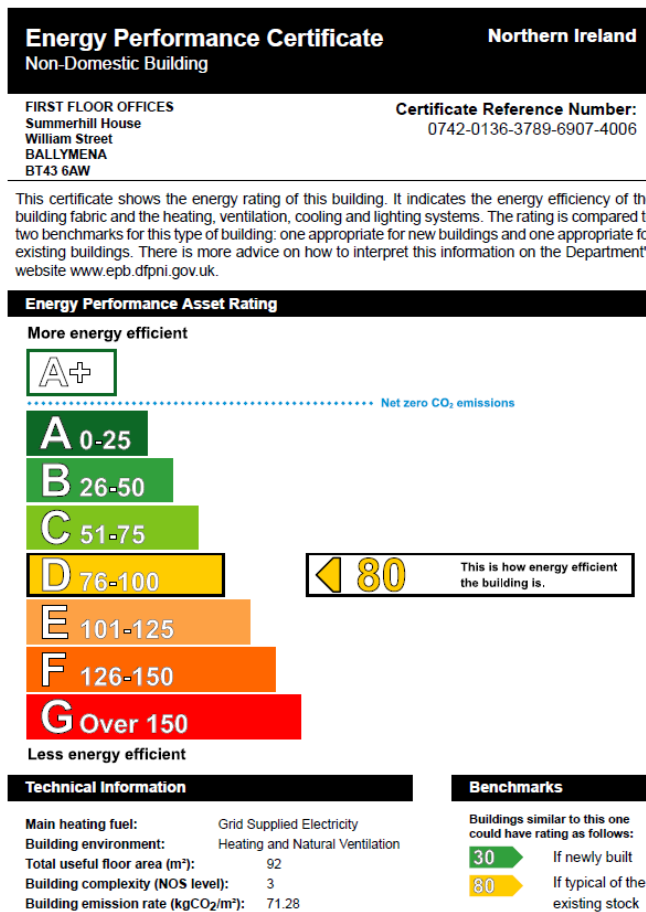 Energy Performance Certificate
Northern Ireland
Non-Domestic Building
FIRST FLOOR OFFICES
Summerhill House
William Street
BALLYMENA
BT43 6AW
Certificate Reference Number:
0742-0136-3789-6907-4006
This certificate shows the energy rating of this building. It indicates the energy efficiency of th
building fabric and the heating, ventilation, cooling and lighting systems. The rating is compared t
two benchmarks for this type of building: one appropriate for new buildings and one appropriate fo
existing buildings. There is more advice on how to interpret this information on the Department'
website www.epb.dfpni.gov.uk.
Energy Performance Asset Rating
More energy efficient
A+
Net zero CO₂ emissions
A 0-25
B 26-50
C 51-75
D 76-100
80 This is how energy efficient
the building is.
E 101-125
F 126-150
G Over 150
Less energy efficient
Technical Information
Main heating fuel: Grid Supplied Electricity
Building environment: Heating and Natural Ventilation
Total useful floor area (m²): 92
Building complexity (NOS level): 3
Building emission rate (kgCO₂/m²): 71.28
Benchmarks
Buildings similar to this one
could have rating as follows:
30 If newly built
80 If typical of the
existing stock